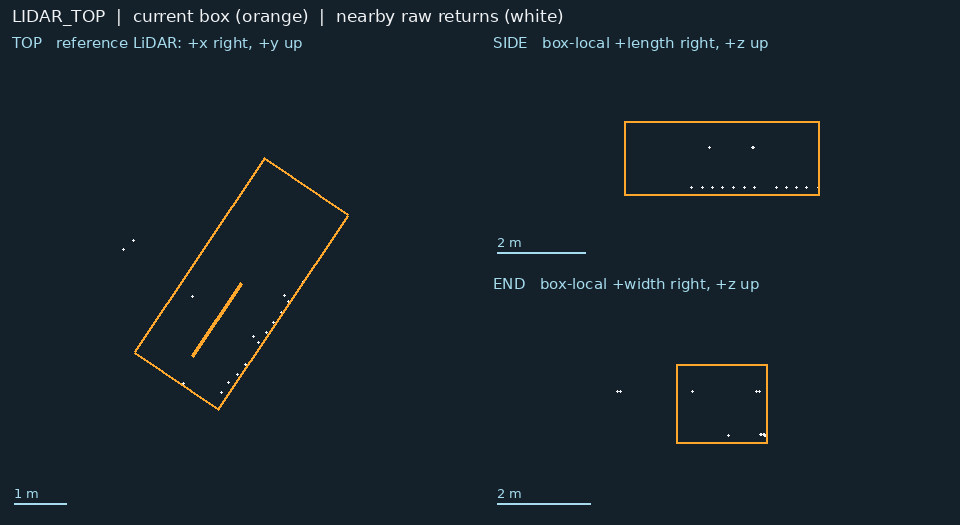 LIDAR_TOP | current box (orange) | nearby raw returns (white)
TOP reference LiDAR: +x right, +y up
SIDE box-local +length right, +z up
2 m
END box-local +width right, +z up
1 m
2 m